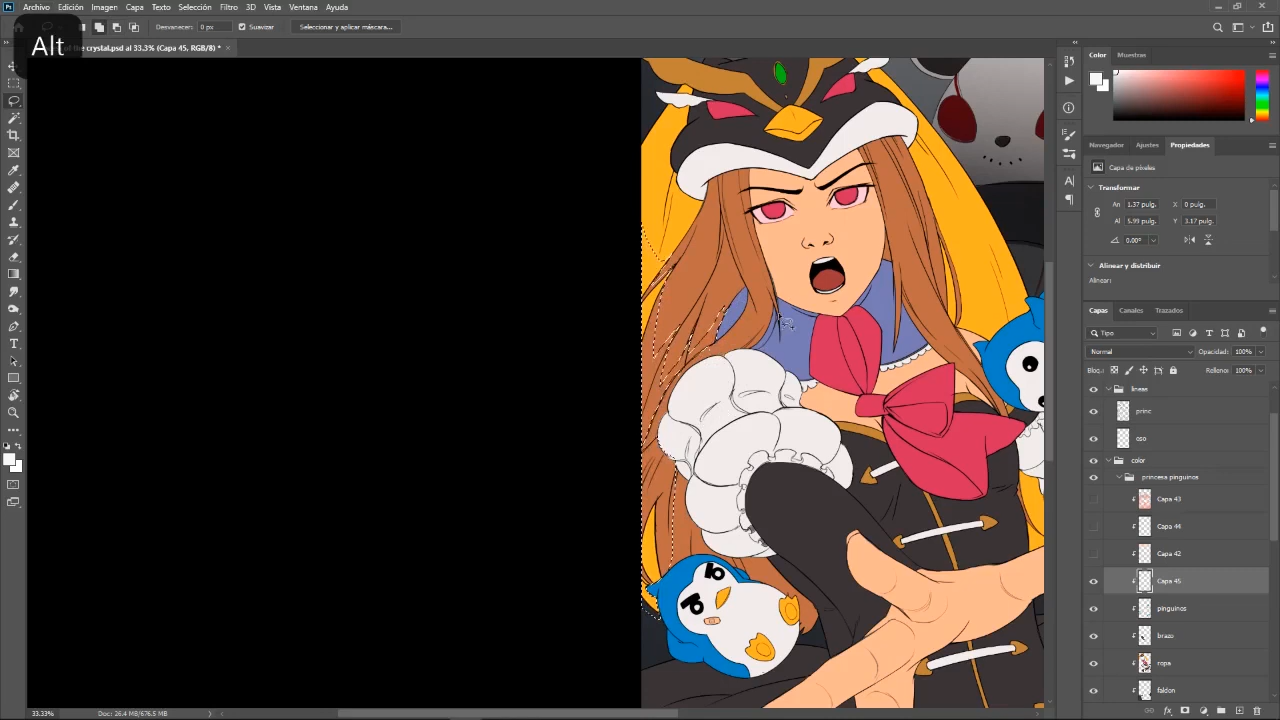 Archivo Edición Imagen Capa Texto Selección Filtro 3D Vista Ventana Ayuda
Alt
Desvanecer: 0 px Suavizar Seleccionar y aplicar máscara...
the crystal.psd al 33.3% (Capa 45, RGB/8) *
Color Muestras
Navegador Ajustes Propiedades
Capa de píxeles
Transformar
An 1.37 pulg. X 0 pulg.
Al 5.99 pulg. Y 3.17 pulg.
0.00°
Alinear y distribuir
Alinear:
Capas Canales Trazados
Tipo
Normal Opacidad: 100%
Bloq.: Relleno: 100%
lineas
princ
oso
color
princesa pinguinos
Capa 43
Capa 44
Capa 42
Capa 45
pinguinos
brazo
ropa
faldon
33.33% Doc: 26.4 MB/676.5 MB